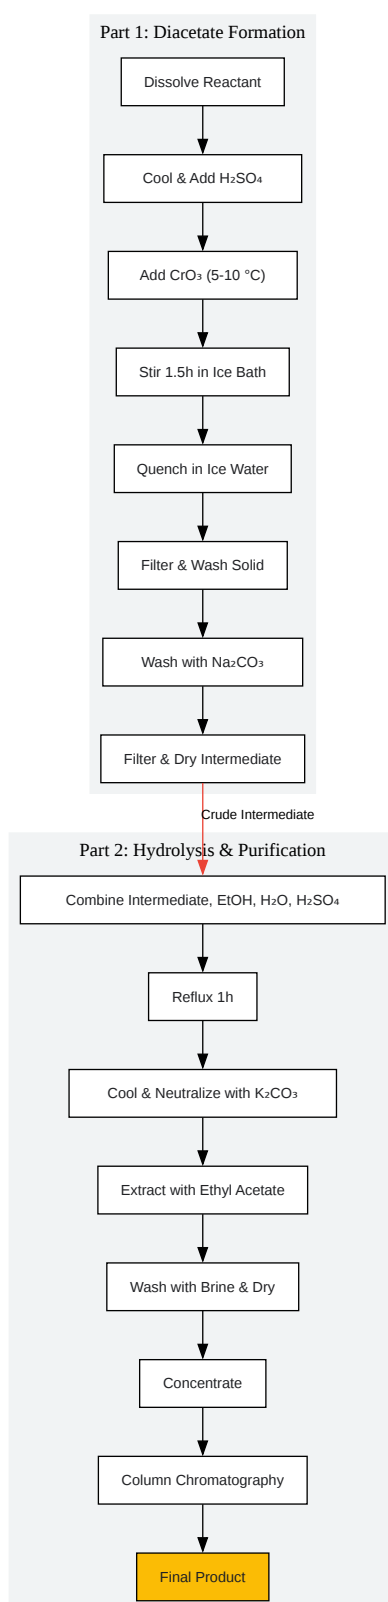 Part 1: Diacetate Formation
Dissolve Reactant
Cool & Add H₂SO₄
Add CrO₃ (5-10 °C)
Stir 1.5h in Ice Bath
Quench in Ice Water
Filter & Wash Solid
Wash with Na₂CO₃
Filter & Dry Intermediate
Crude Intermediate
Part 2: Hydrolysis & Purification
Combine Intermediate, EtOH, H₂O, H₂SO₄
Reflux 1h
Cool & Neutralize with K₂CO₃
Extract with Ethyl Acetate
Wash with Brine & Dry
Concentrate
Column Chromatography
Final Product